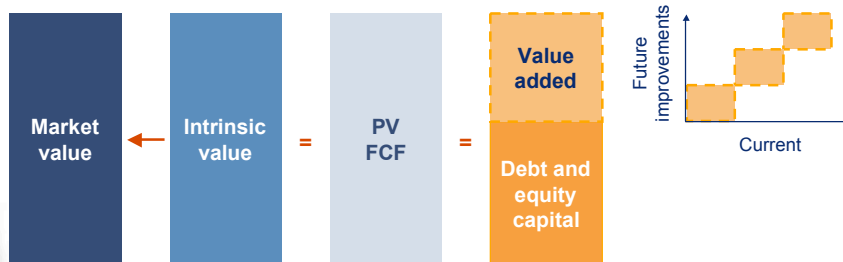 Market
value
Intrinsic
value
=
PV
FCF
=
Value
added
Debt and
equity
capital
Future
improvements
Current